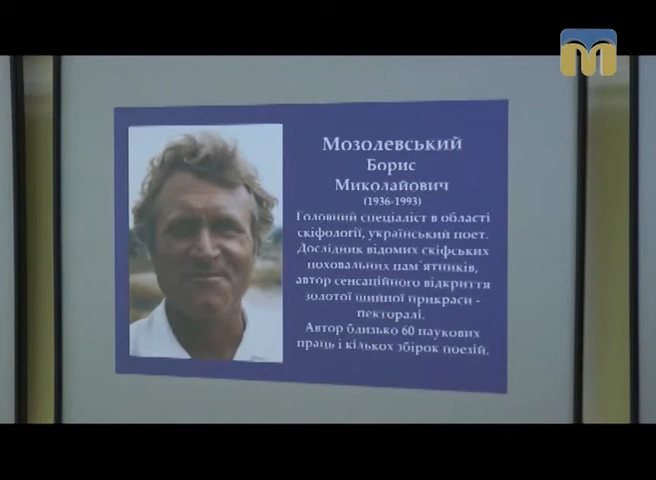 Мозолевський
Борис
Миколайович
(1936-1993)
Головний спеціаліст в області
скіфології, український поет.
Дослідник відомих скіфських
поховальних пам'ятників,
автор сенсаційного відкриття
золотої шийної прикраси -
пекторалі.
Автор близько 60 наукових
праць і кількох збірок поезій.